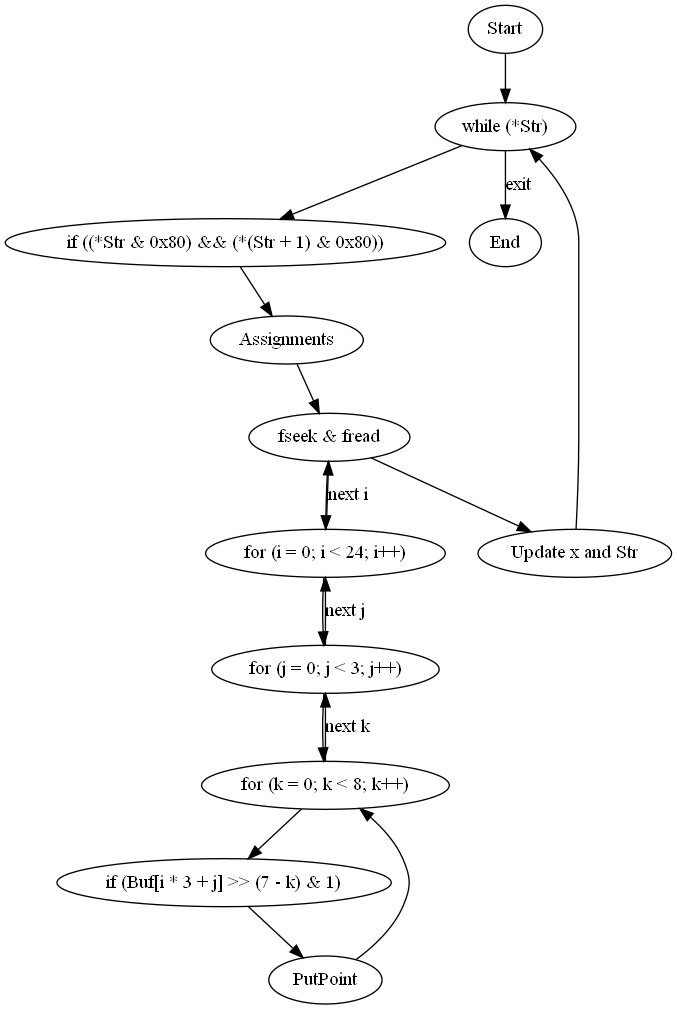 Start
while (*Str)
exit
if ((*Str & 0x80) && (*(Str + 1) & 0x80))
End
Assignments
fseek & fread
next i
for (i = 0; i < 24; i++)
Update x and Str
next j
for (j = 0; j < 3; j++)
next k
for (k = 0; k < 8; k++)
if (Buf[i * 3 + j] >> (7 - k) & 1)
PutPoint